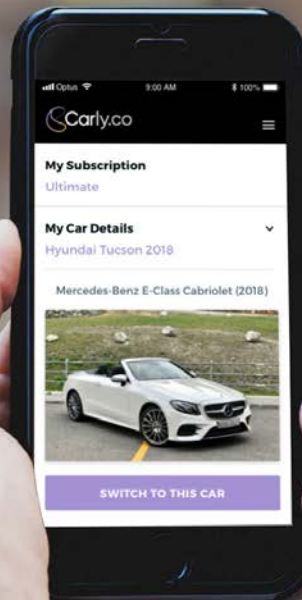 Optus 9:00 AM 100%
Carly.co
My Subscription
Ultimate
My Car Details
Hyundai Tucson 2018
Mercedes-Benz E-Class Cabriolet (2018)
SWITCH TO THIS CAR